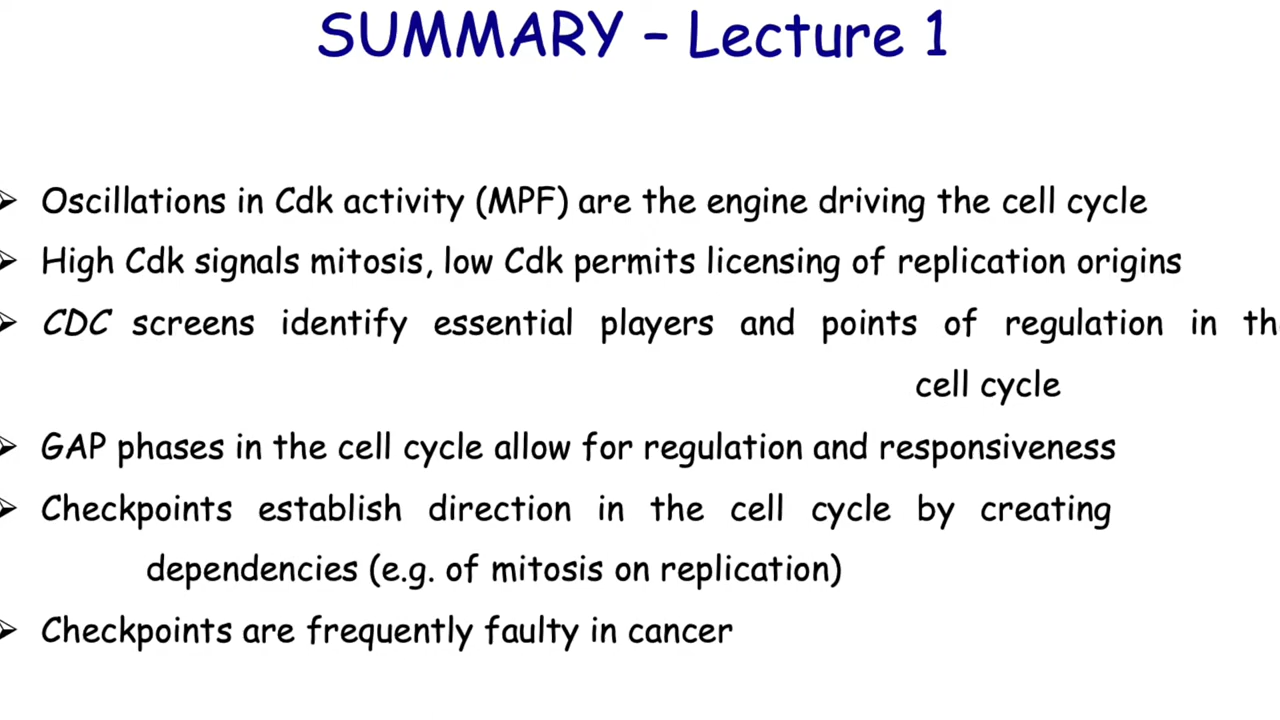 SUMMARY – Lecture 1
➢ Oscillations in Cdk activity (MPF) are the engine driving the cell cycle
➢ High Cdk signals mitosis, low Cdk permits licensing of replication origins
➢ CDC screens identify essential players and points of regulation in the
cell cycle
➢ GAP phases in the cell cycle allow for regulation and responsiveness
➢ Checkpoints establish direction in the cell cycle by creating
dependencies (e.g. of mitosis on replication)
➢ Checkpoints are frequently faulty in cancer